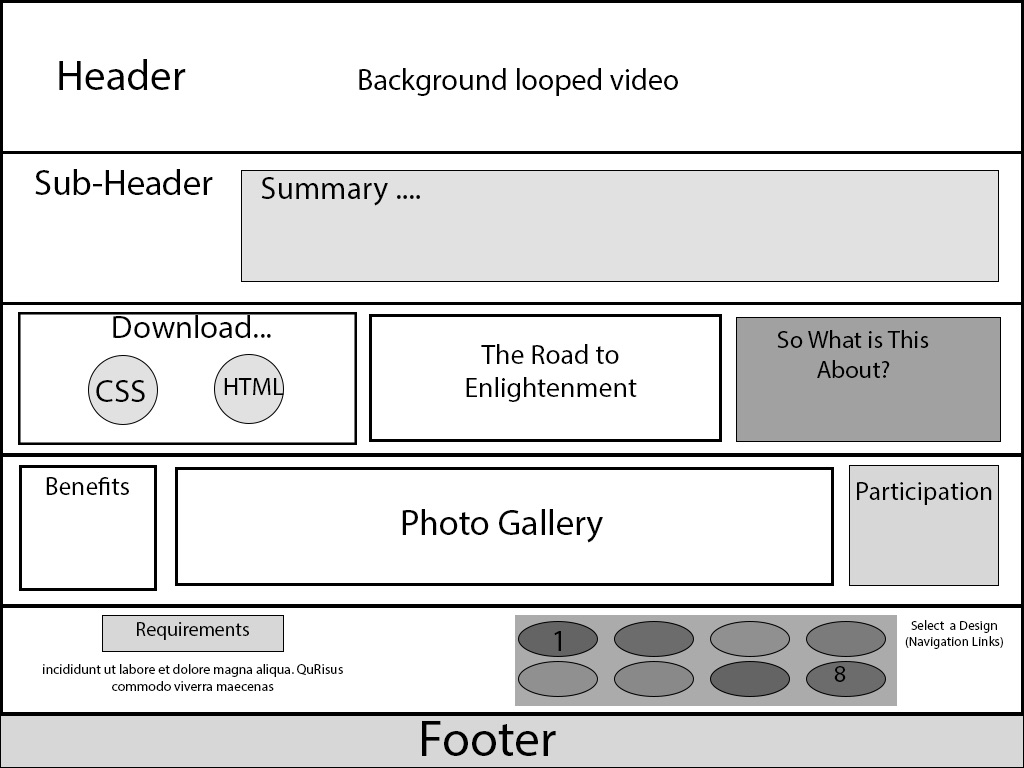 Header
Background looped video
Sub-Header
Summary ....
Download...
CSS
HTML
The Road to
Enlightenment
So What is This
About?
Benefits
Photo Gallery
Participation
Requirements
incididunt ut labore et dolore magna aliqua. QuRisus
commodo viverra maecenas
1
8
Select a Design
(Navigation Links)
Footer